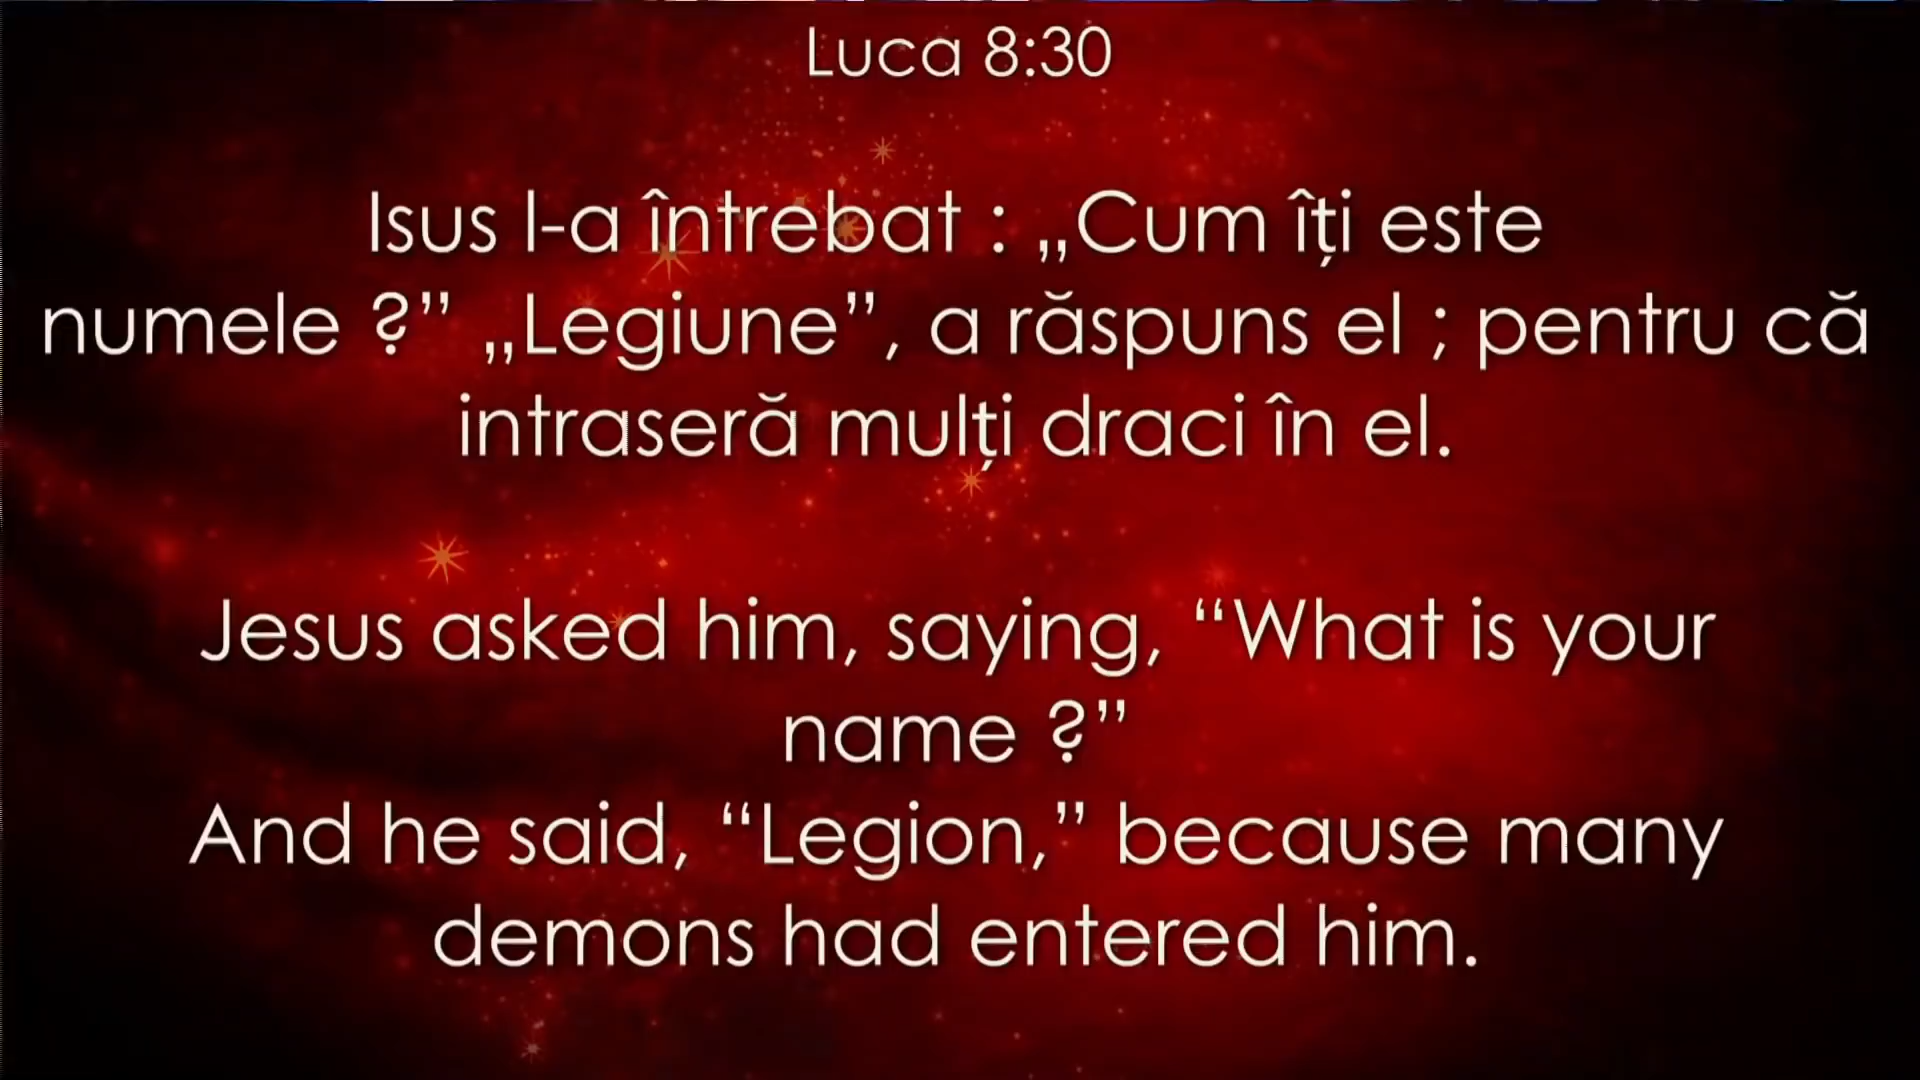 Luca 8:30
Isus l-a întrebat : „Cum îți este
numele ?” „Legiune”, a răspuns el ; pentru că
intraseră mulți draci în el.
Jesus asked him, saying, “What is your
name ?”
And he said, “Legion,” because many
demons had entered him.